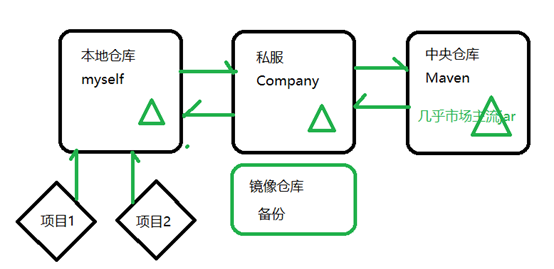 本地仓库
myself
私服
Company
中央仓库
Maven
几乎市场主流jar
镜像仓库
备份
项目1
项目2